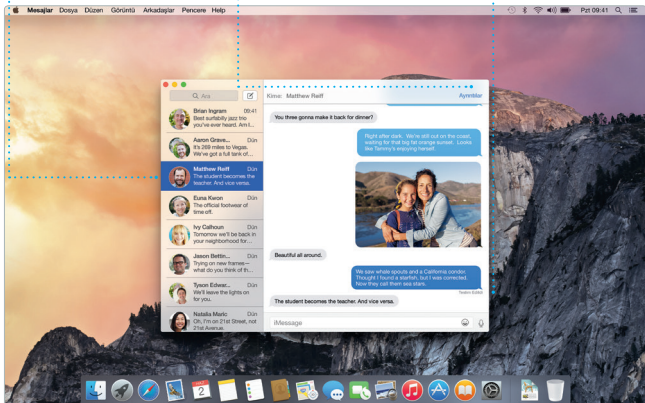 Mesajlar Dosya Düzen Görüntü Arkadaşlar Pencere Help
Pzt 09:41
Ara
Brian Ingram 09:41
Best surfabilly jazz trio
you've ever heard. Am I...
Aaron Grave... Dün
It's 269 miles to Vegas.
We've got a full tank of...
Matthew Reiff Dün
The student becomes the
teacher. And vice versa.
Euna Kwon Dün
The official footwear of
time off.
Ivy Calhoun Dün
Tomorrow we'll be back in
your neighborhood for...
Jason Bettin... Dün
Trying on new frames—
what do you think of th...
Tyson Edwar... Dün
We'll leave the lights on
for you.
Natalia Maric Dün
Oh, I'm on 21st Street, not
21st Avenue.
Kime: Matthew Reiff Ayrıntılar
You three gonna make it back for dinner?
Right after dark. We're still out on the coast,
waiting for that big fat orange sunset. Looks
like Tammy's enjoying herself.
Beautiful all around.
We saw whale spouts and a California condor.
Thought I found a starfish, but I was corrected.
Now they call them sea stars.
The student becomes the teacher. And vice versa.
iMessage
2